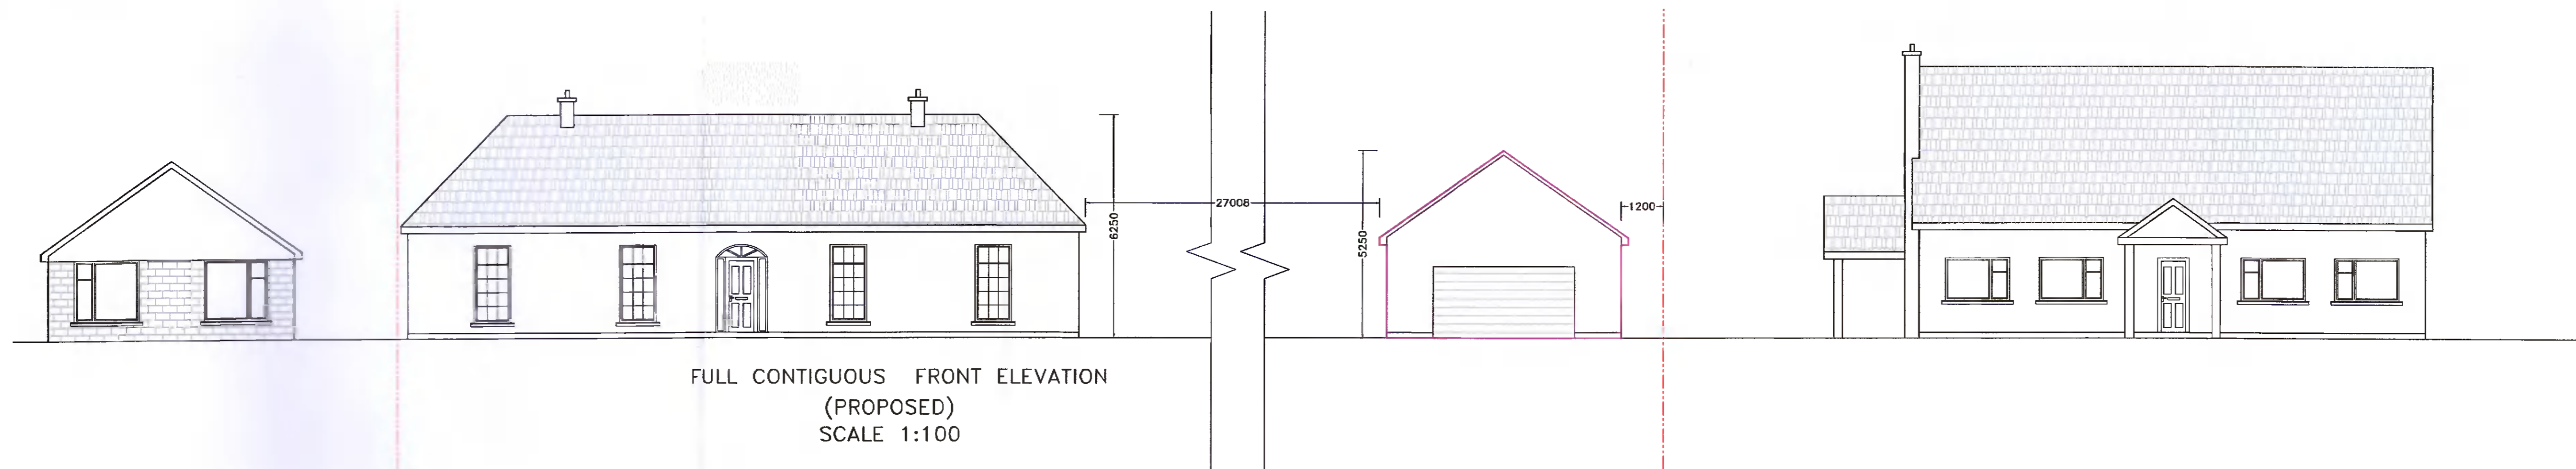 6250
27008
5250
1200
FULL CONTIGUOUS FRONT ELEVATION
(PROPOSED)
SCALE 1:100